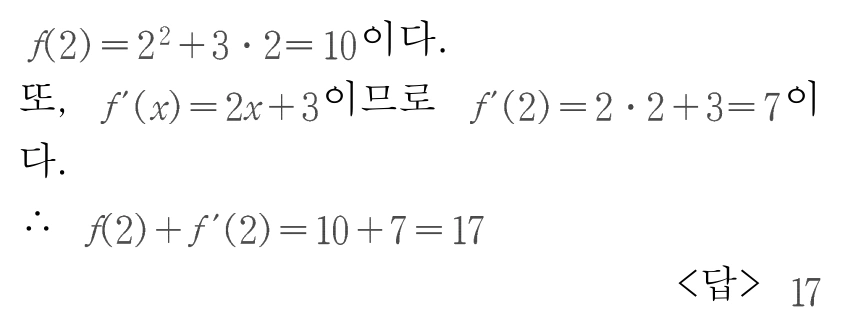 f(2)=2²+3·2=10이다.
또, f′(x)=2x+3이므로 f′(2)=2·2+3=7이
다.
∴ f(2)+f′(2)=10+7=17
<답> 17